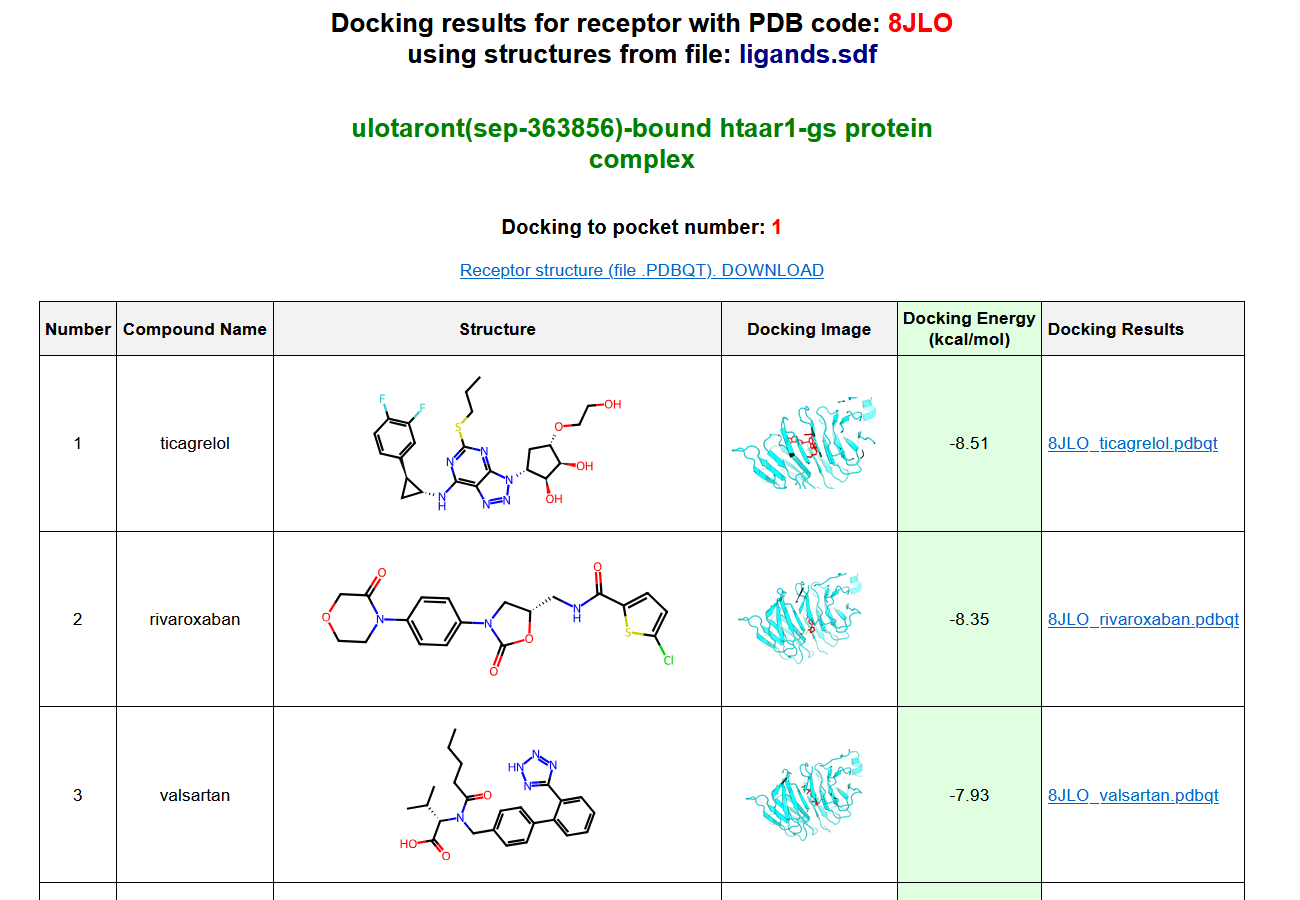 Docking results for receptor with PDB code: 8JLO
using structures from file: ligands.sdf
ulotaront(sep-363856)-bound htaar1-gs protein
complex
Docking to pocket number: 1
Receptor structure (file .PDBQT). DOWNLOAD
Number Compound Name Structure Docking Image Docking Energy (kcal/mol) Docking Results
1 ticagrelol -8.51 8JLO_ticagrelol.pdbqt
F
F
S
O
OH
N
N
N
N
OH
N
H
N
N
OH
2 rivaroxaban -8.35 8JLO_rivaroxaban.pdbqt
O
O
O
N
N
N
H
O
S
O
Cl
3 valsartan -7.93 8JLO_valsartan.pdbqt
N
HN
N
N
O
N
HO
O